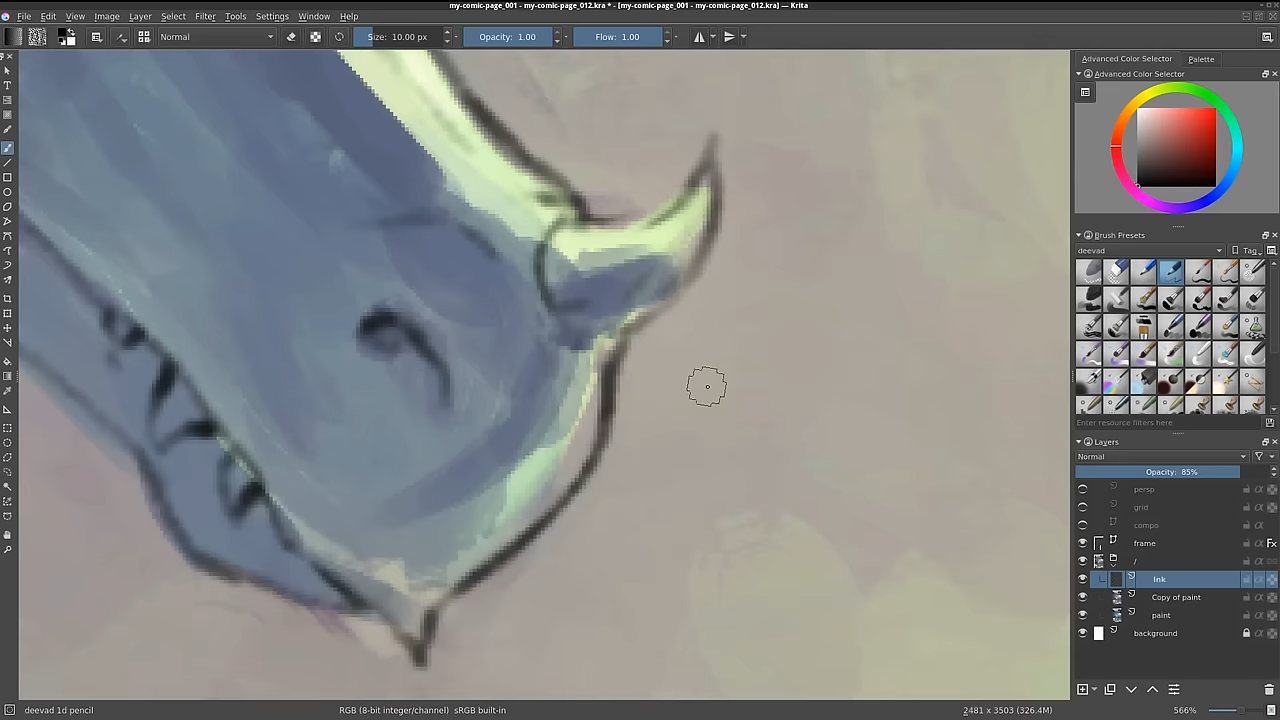 my-comic-page_001 - my-comic-page_012.kra * - [my-comic-page_001 - my-comic-page_012.kra] — Krita
File Edit View Image Layer Select Filter Tools Settings Window Help
Normal Size: 10.00 px Opacity: 1.00 Flow: 1.00
Advanced Color Selector Palette
Advanced Color Selector
Brush Presets
deevad Tag
Enter resource filters here
Layers
Normal
Opacity: 85%
persp
grid
compo
frame Fx
/
Ink
Copy of paint
paint
background
deevad 1d pencil RGB (8-bit integer/channel) sRGB built-in 2481 x 3503 (326.4M) 566%